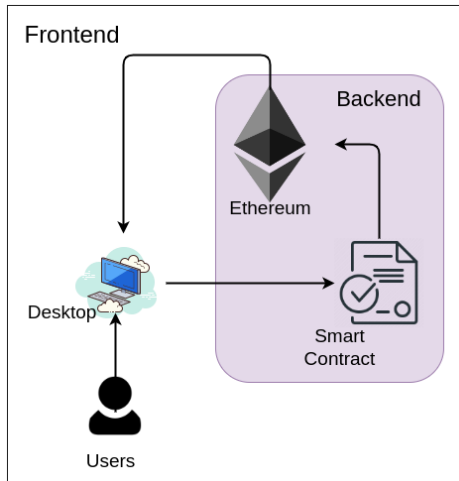 Frontend
Backend
Ethereum
Desktop
Smart
Contract
Users